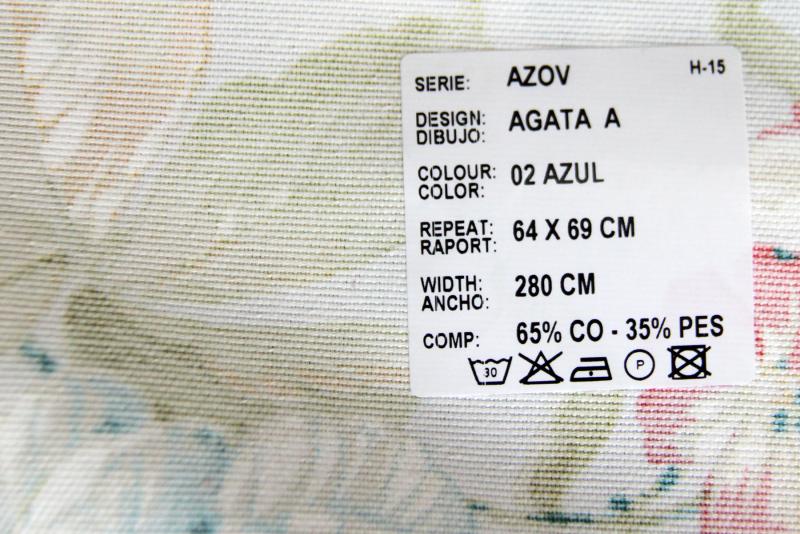 H-15
SERIE: AZOV
DESIGN: AGATA A
DIBUJO:
COLOUR: 02 AZUL
COLOR:
REPEAT: 64 X 69 CM
RAPORT:
WIDTH: 280 CM
ANCHO:
COMP: 65% CO - 35% PES
30 P